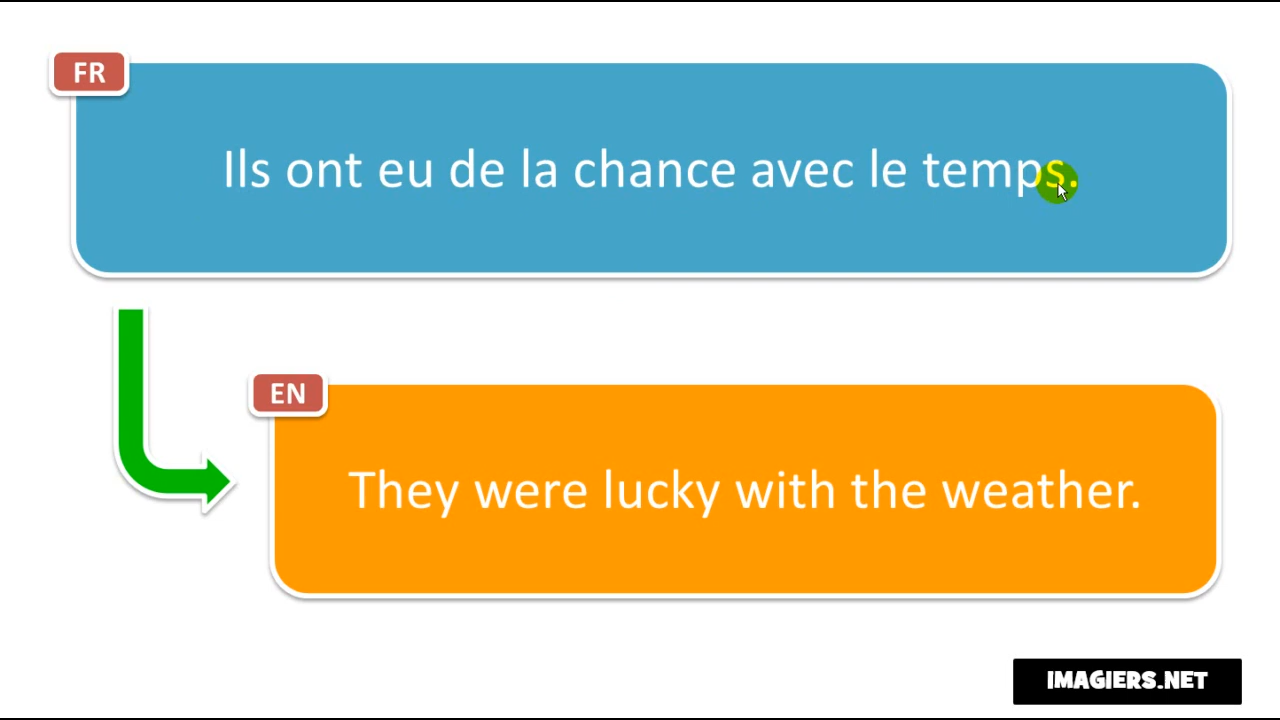 FR
Ils ont eu de la chance avec le temps.
EN
They were lucky with the weather.
IMAGIERS.NET